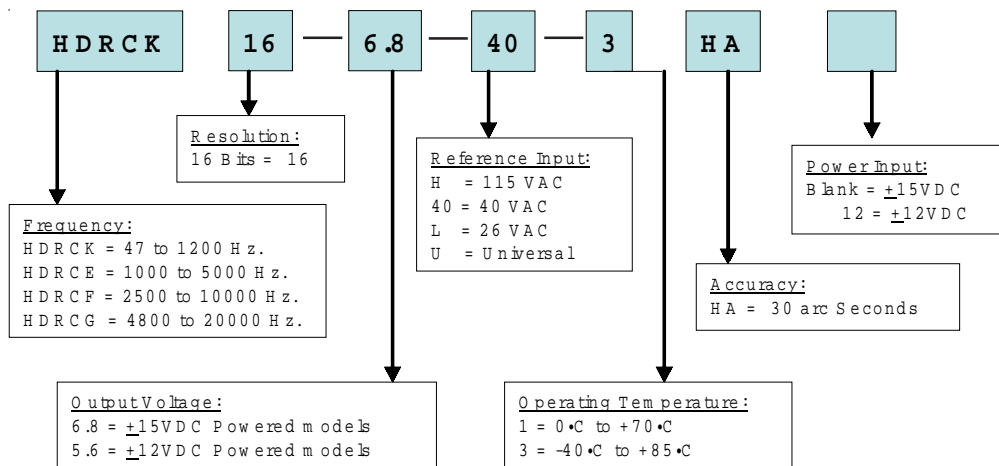 HDRCK 16 — 6.8 — 40 — 3 HA
Resolution:
16 Bits = 16
Reference Input:
H = 115 VAC
40 = 40 VAC
L = 26 VAC
U = Universal
Power Input:
Blank = ±15VDC
12 = ±12VDC
Frequency:
HDRCK = 47 to 1200 Hz.
HDRCE = 1000 to 5000 Hz.
HDRCF = 2500 to 10000 Hz.
HDRCG = 4800 to 20000 Hz.
Accuracy:
HA = 30 arc Seconds
Output Voltage:
6.8 = ±15VDC Powered models
5.6 = ±12VDC Powered models
Operating Temperature:
1 = 0•C to +70•C
3 = -40•C to +85•C